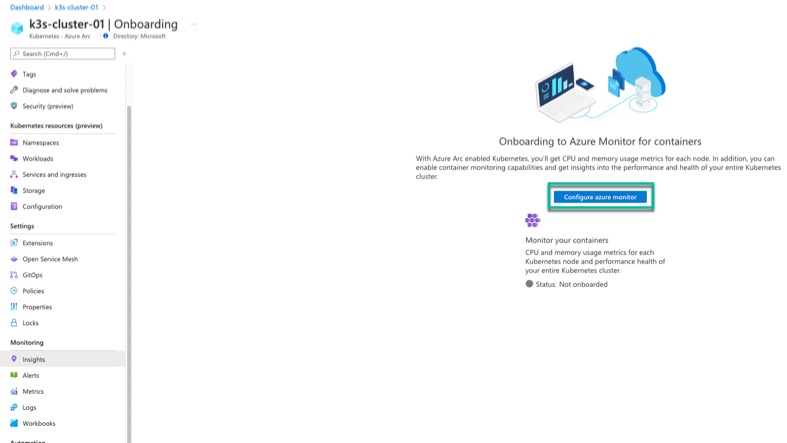 Dashboard > k3s-cluster-01 >
k3s-cluster-01 | Onboarding ...
Kubernetes - Azure Arc
Directory: Microsoft
Search (Cmd+/)
«
Tags
Diagnose and solve problems
Security (preview)
Kubernetes resources (preview)
Namespaces
Workloads
Services and ingresses
Storage
Configuration
Settings
Extensions
Open Service Mesh
GitOps
Policies
Properties
Locks
Monitoring
Insights
Alerts
Metrics
Logs
Workbooks
Automation
Onboarding to Azure Monitor for containers
With Azure Arc enabled Kubernetes, you'll get CPU and memory usage metrics for each node. In addition, you can
enable container monitoring capabilities and get insights into the performance and health of your entire Kubernetes
cluster.
Configure azure monitor
Monitor your containers
CPU and memory usage metrics for each
Kubernetes node and performance health of
your entire Kubernetes cluster.
Status: Not onboarded